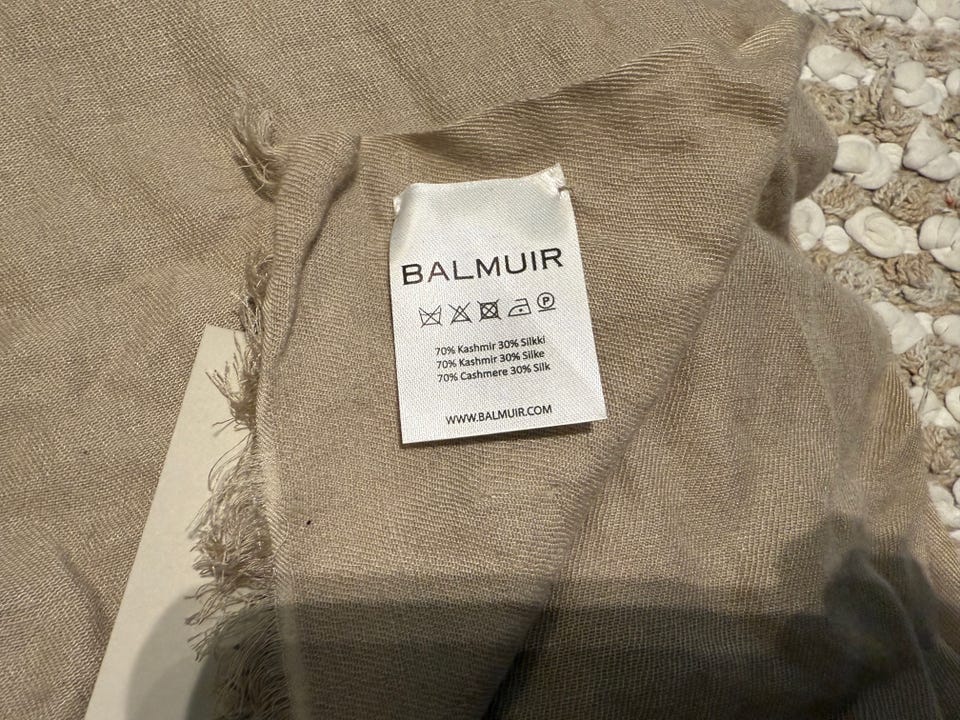 BALMUIR
P
70% Kashmir 30% Silkki
70% Kashmir 30% Silke
70% Cashmere 30% Silk
WWW.BALMUIR.COM